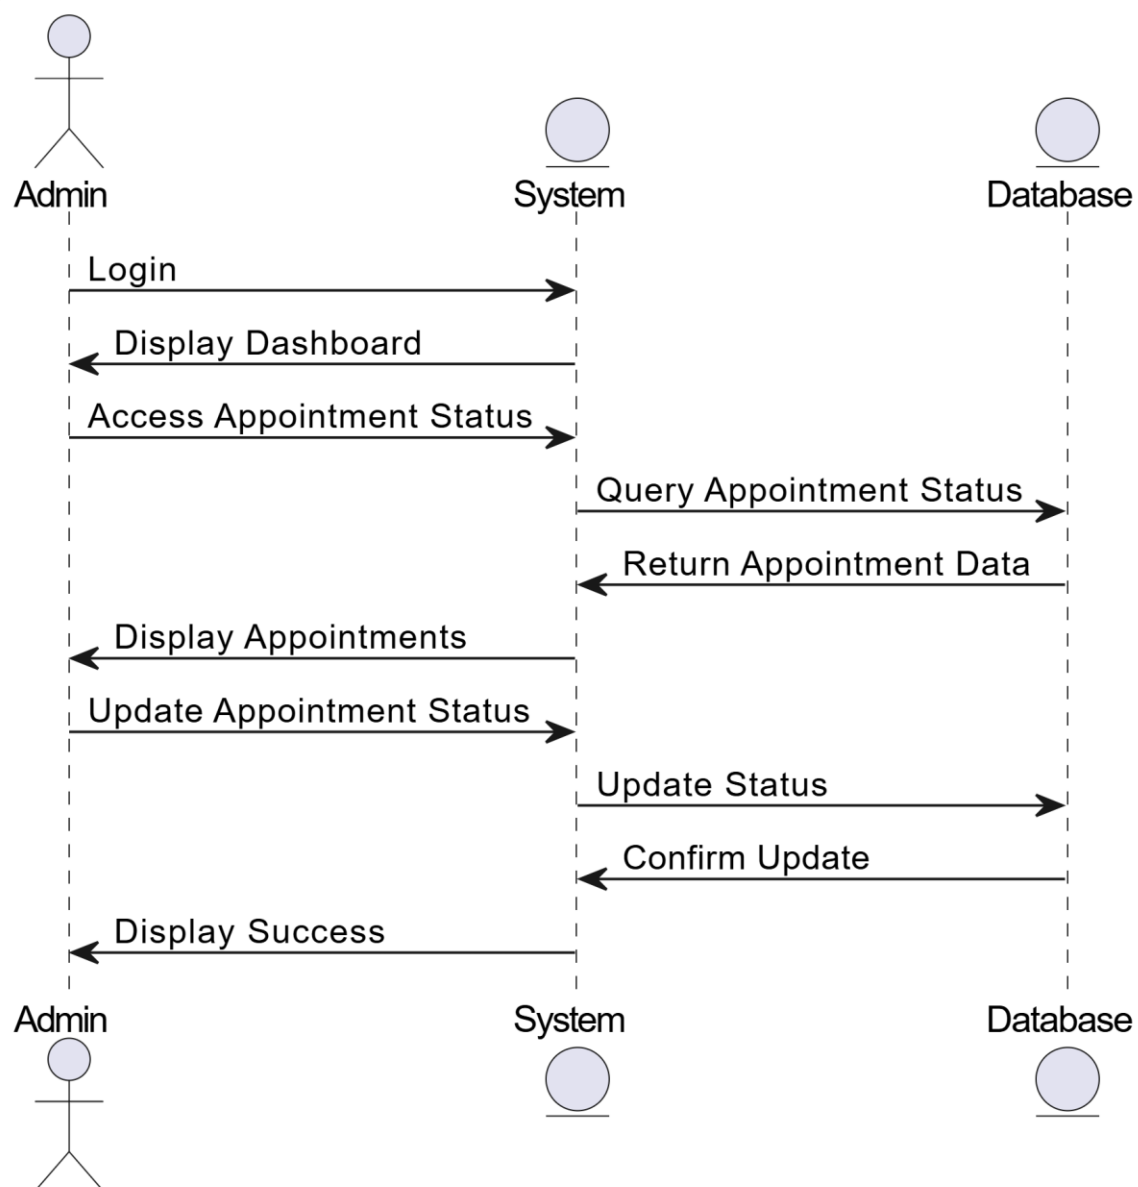 Admin
System
Database
Login
Display Dashboard
Access Appointment Status
Query Appointment Status
Return Appointment Data
Display Appointments
Update Appointment Status
Update Status
Confirm Update
Display Success
Admin
System
Database